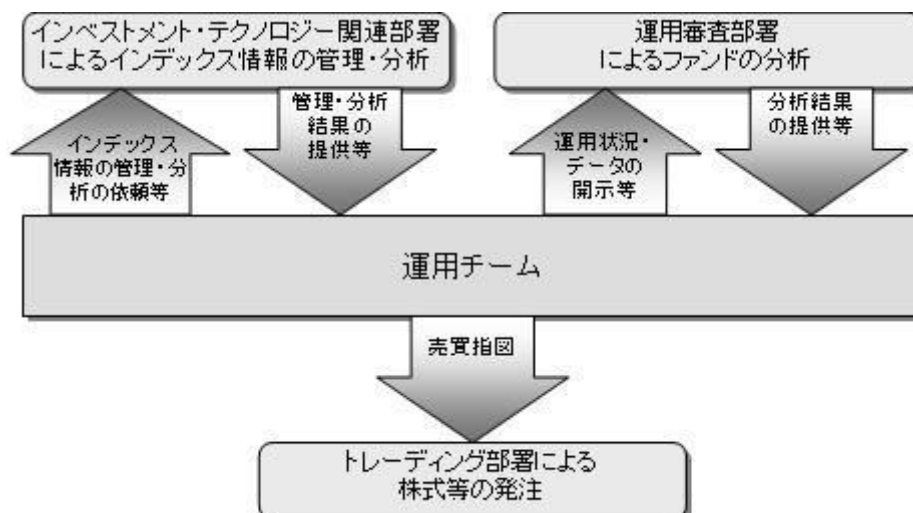 インベストメント・テクノロジー関連部署
によるインデックス情報の管理・分析
運用審査部署
によるファンドの分析
インデックス
情報の管理・分
析の依頼等
管理・分析
結果の
提供等
運用状況・
データの
開示等
分析結果
の提供等
運用チーム
売買指図
トレーディング部署による
株式等の発注